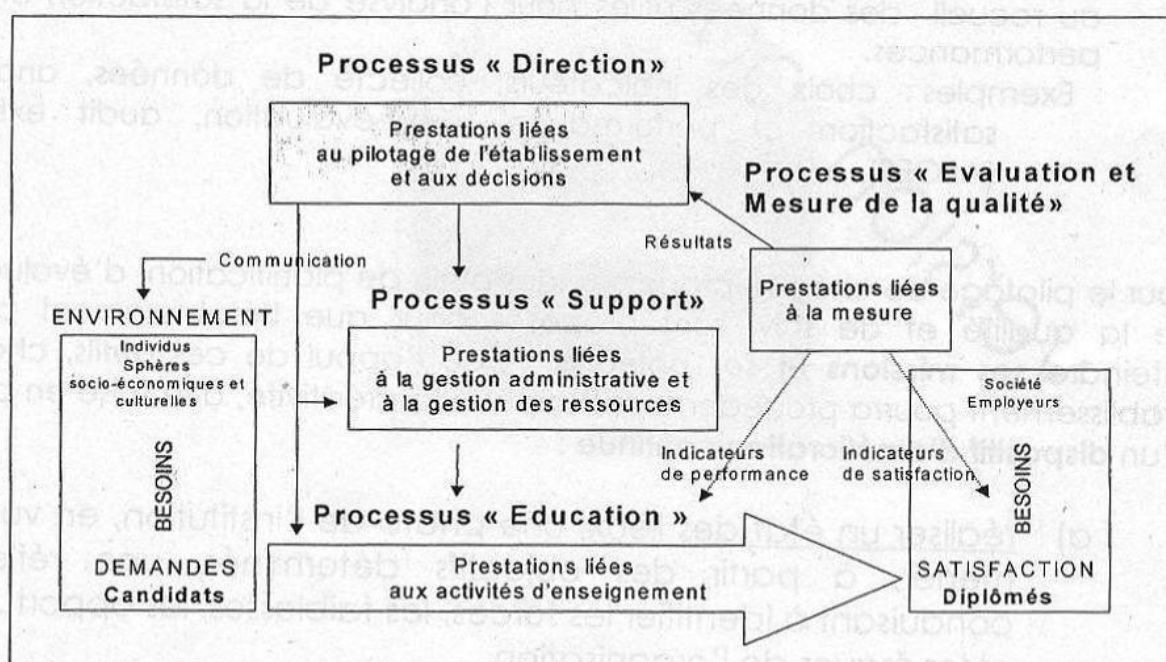 Processus « Direction»
Prestations liées
au pilotage de l'établissement
et aux décisions
Processus « Evaluation et
Mesure de la qualité»
Résultats
Communication
Prestations liées
à la mesure
ENVIRONNEMENT
Individus
Sphères
socio-économiques et
culturelles
BESOINS
DEMANDES
Candidats
Processus « Support»
Prestations liées
à la gestion administrative et
à la gestion des ressources
Société
Employeurs
Indicateurs
de performance
Indicateurs
de satisfaction
BESOINS
SATISFACTION
Diplômés
Processus « Education »
Prestations liées
aux activités d'enseignement